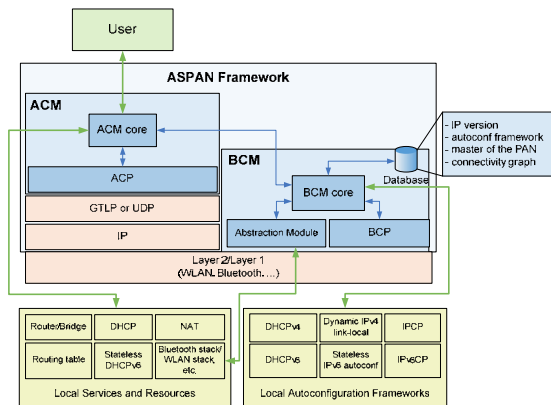 User
ASPAN Framework
ACM
ACM core
ACP
GTLP or UDP
IP
BCM
BCM core
Database
Abstraction Module
BCP
- IP version
- autoconf framework
- master of the PAN
- connectivity graph
Layer 2/Layer 1
(WLAN. Bluetooth. ...)
Router/Bridge
DHCP
NAT
Routing table
Stateless
DHCPv6
Bluetooth stack/
WLAN stack,
etc,
Local Services and Resources
DHCPv4
Dynamic IPv4
link-local
IPCP
DHCPv6
Stateless
IPv6 autoconf
IPv6CP
Local Autoconfiguration Frameworks